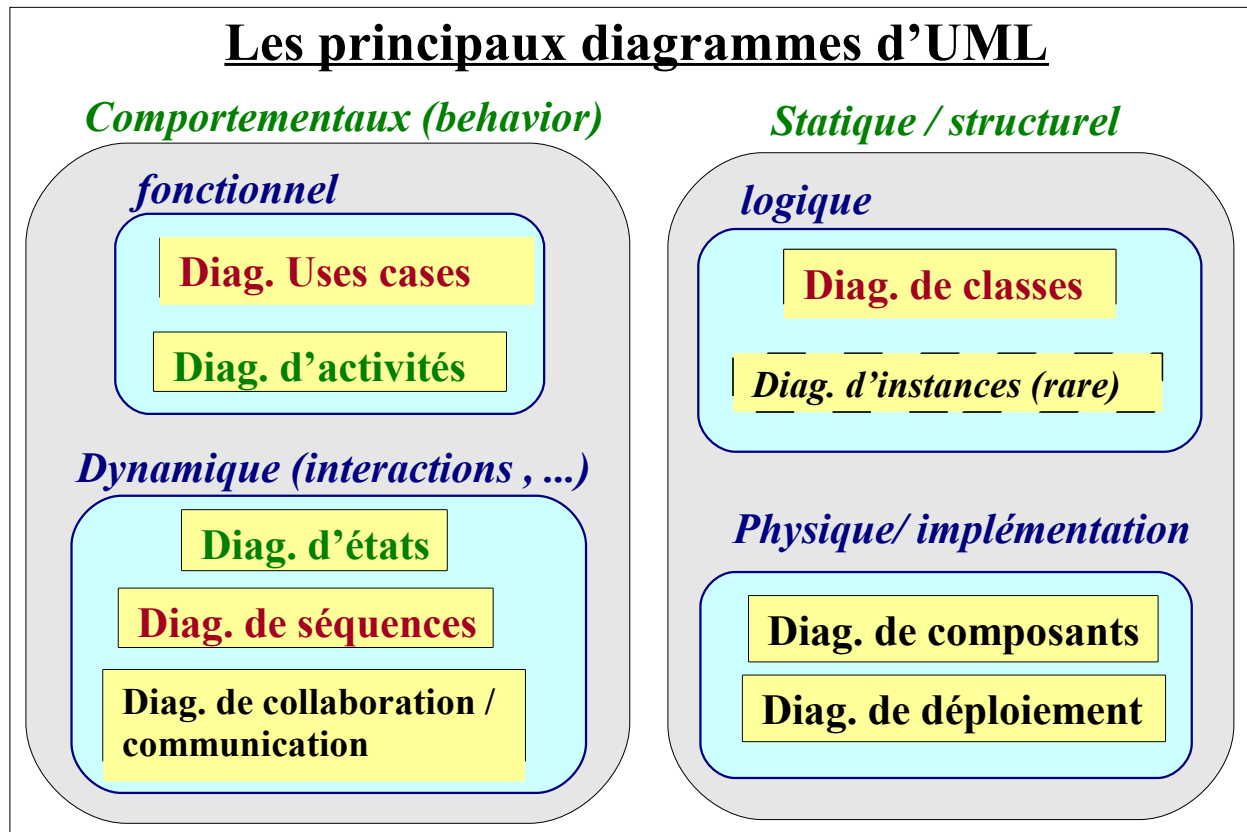 Les principaux diagrammes d’UML
Comportementaux (behavior)
fonctionnel
Diag. Uses cases
Diag. d’activités
Dynamique (interactions , ...)
Diag. d’états
Diag. de séquences
Diag. de collaboration /
communication
Statique / structurel
logique
Diag. de classes
Diag. d’instances (rare)
Physique/ implémentation
Diag. de composants
Diag. de déploiement